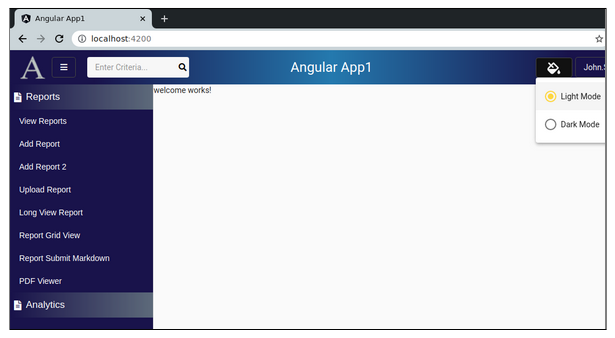 Angular App1
localhost:4200
A
Enter Criteria...
Angular App1
John.
Reports
welcome works!
Light Mode
View Reports
Dark Mode
Add Report
Add Report 2
Upload Report
Long View Report
Report Grid View
Report Submit Markdown
PDF Viewer
Analytics